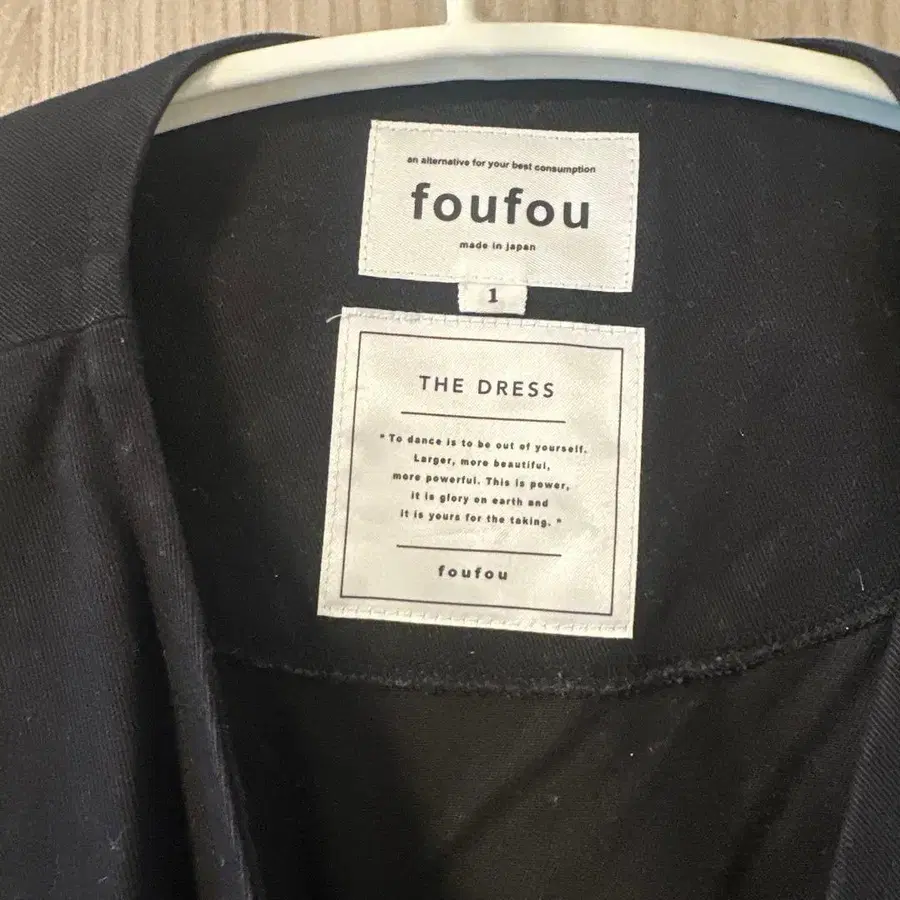 an alternative for your best consumption
foufou
made in japan
1
THE DRESS
" To dance is to be out of yourself.
Larger, more beautiful,
more powerful. This is power,
it is glory on earth and
it is yours for the taking. "
foufou